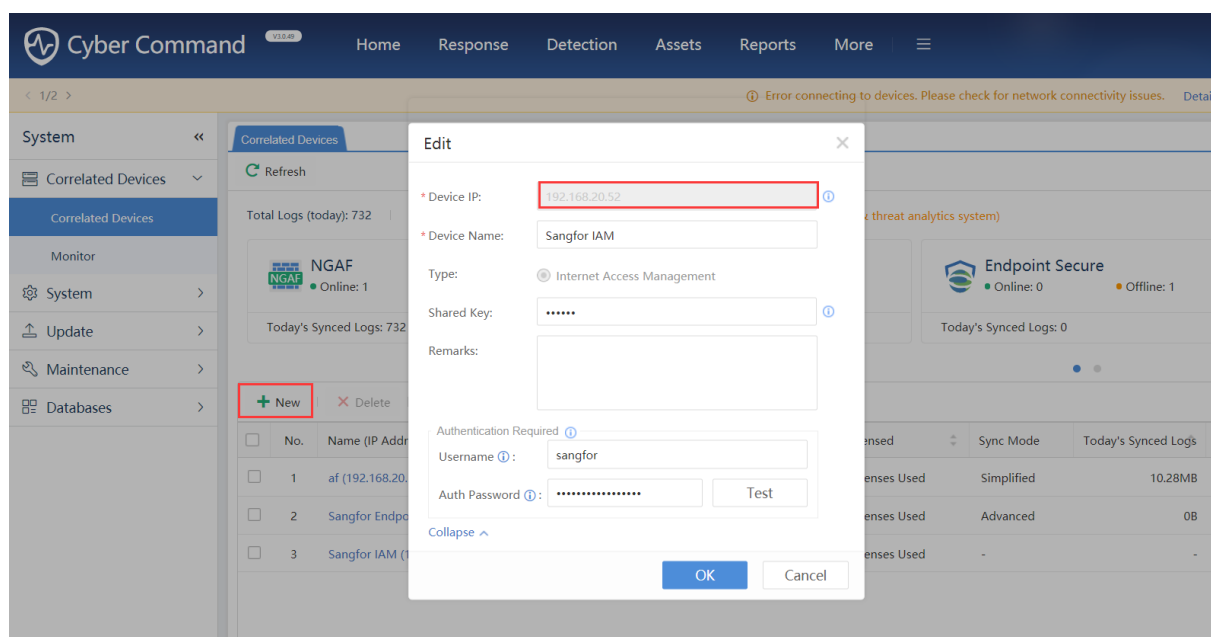 Cyber Command V3.0.49 Home Response Detection Assets Reports More
< 1/2 > Error connecting to devices. Please check for network connectivity issues. Detai
System «
Correlated Devices
Correlated Devices
Monitor
System
Update
Maintenance
Databases
Correlated Devices
Refresh
Total Logs (today): 732 threat analytics system)
NGAF
NGAF
Online: 1
Today's Synced Logs: 732
Endpoint Secure
Online: 0 Offline: 1
Today's Synced Logs: 0
New Delete
No. Name (IP Addr ensed Sync Mode Today's Synced Logs
1 af (192.168.20. enses Used Simplified 10.28MB
2 Sangfor Endpo enses Used Advanced 0B
3 Sangfor IAM (1 enses Used - -
Edit
* Device IP: 192.168.20.52
* Device Name: Sangfor IAM
Type: Internet Access Management
Shared Key: ••••••
Remarks:
Authentication Required
Username : sangfor
Auth Password : ••••••••••••••••• Test
Collapse
OK Cancel